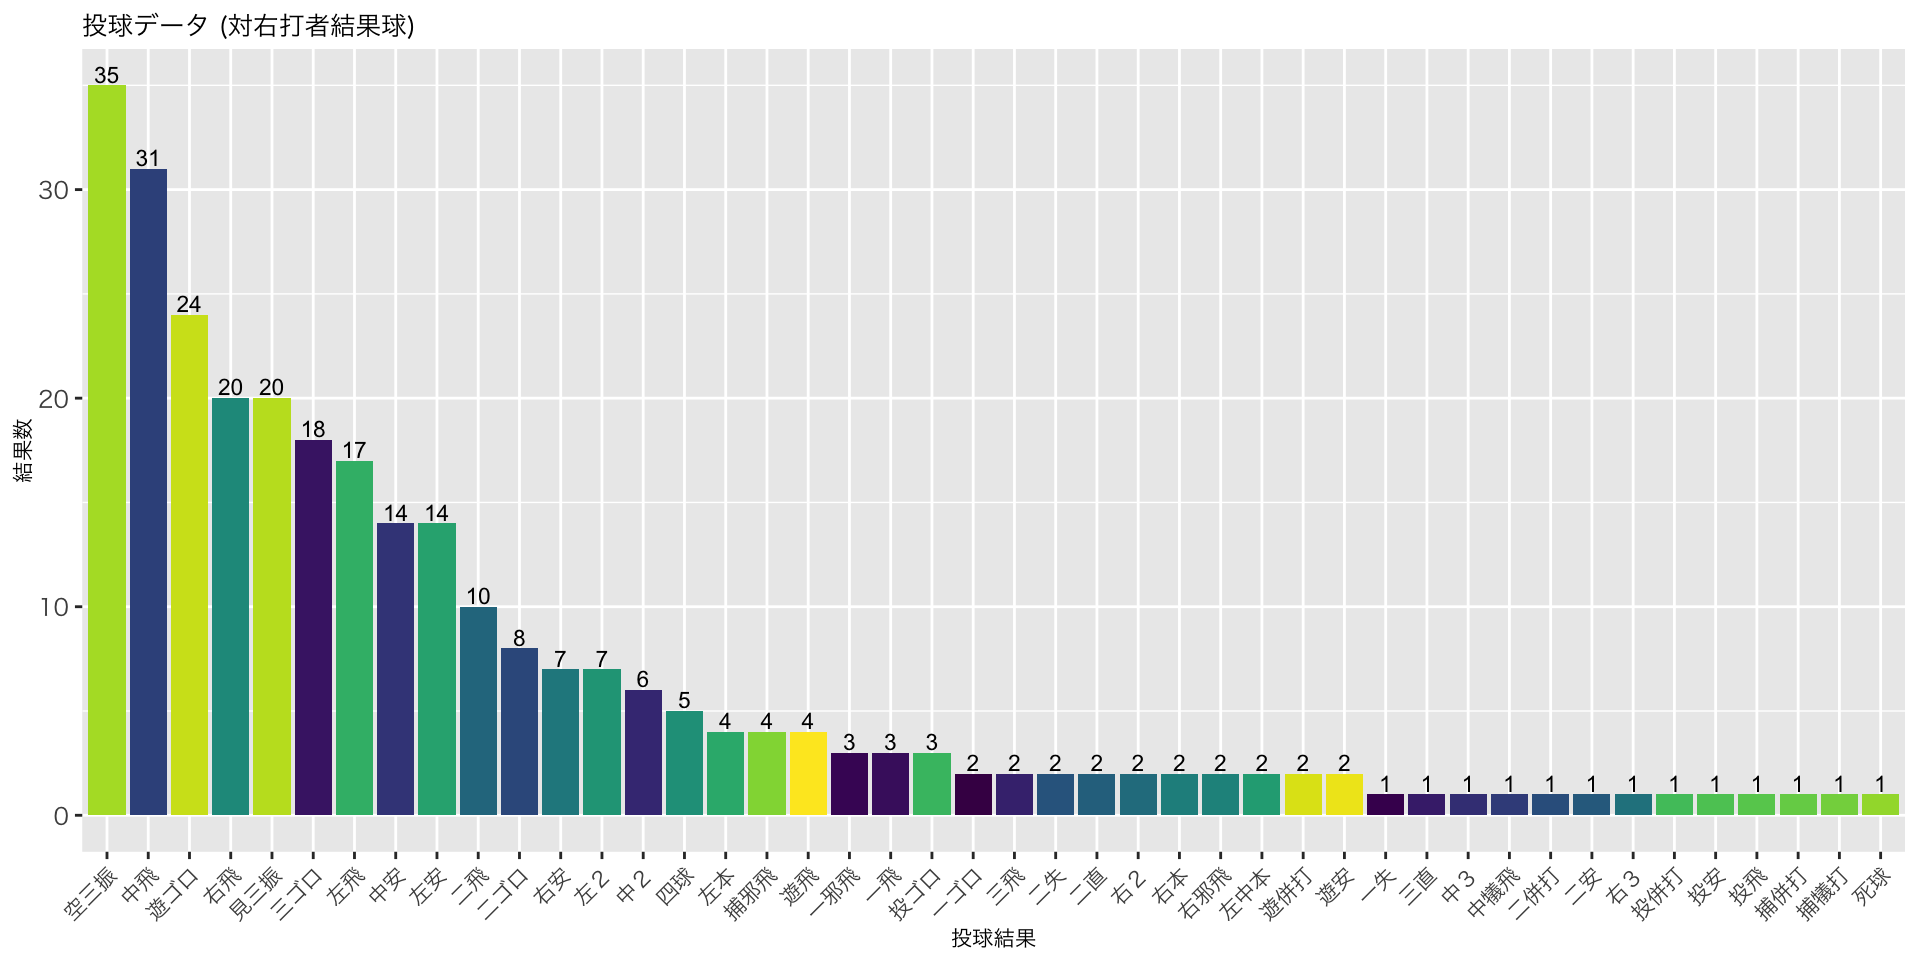 投球データ (対右打者結果球)
結果数
30
20
10
0
35
31
24
20
20
18
17
14
14
10
8
7
7
6
5
4
4
4
3
3
3
2
2
2
2
2
2
2
2
2
2
1
1
1
1
1
1
1
1
1
1
1
1
1
空三振
中飛
遊ゴロ
右飛
見三振
三ゴロ
左飛
中安
左安
二飛
二ゴロ
右安
左２
中２
四球
左本
捕邪飛
遊飛
一邪飛
一飛
投ゴロ
一ゴロ
三飛
二失
二直
右２
右本
右邪飛
左中本
遊併打
遊安
一失
三直
中３
中犠飛
二併打
二安
右３
投併打
投安
投飛
捕併打
捕犠打
死球
投球結果